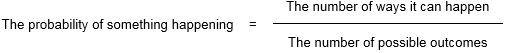 The number of ways it can happen
The probability of something happening =
The number of possible outcomes